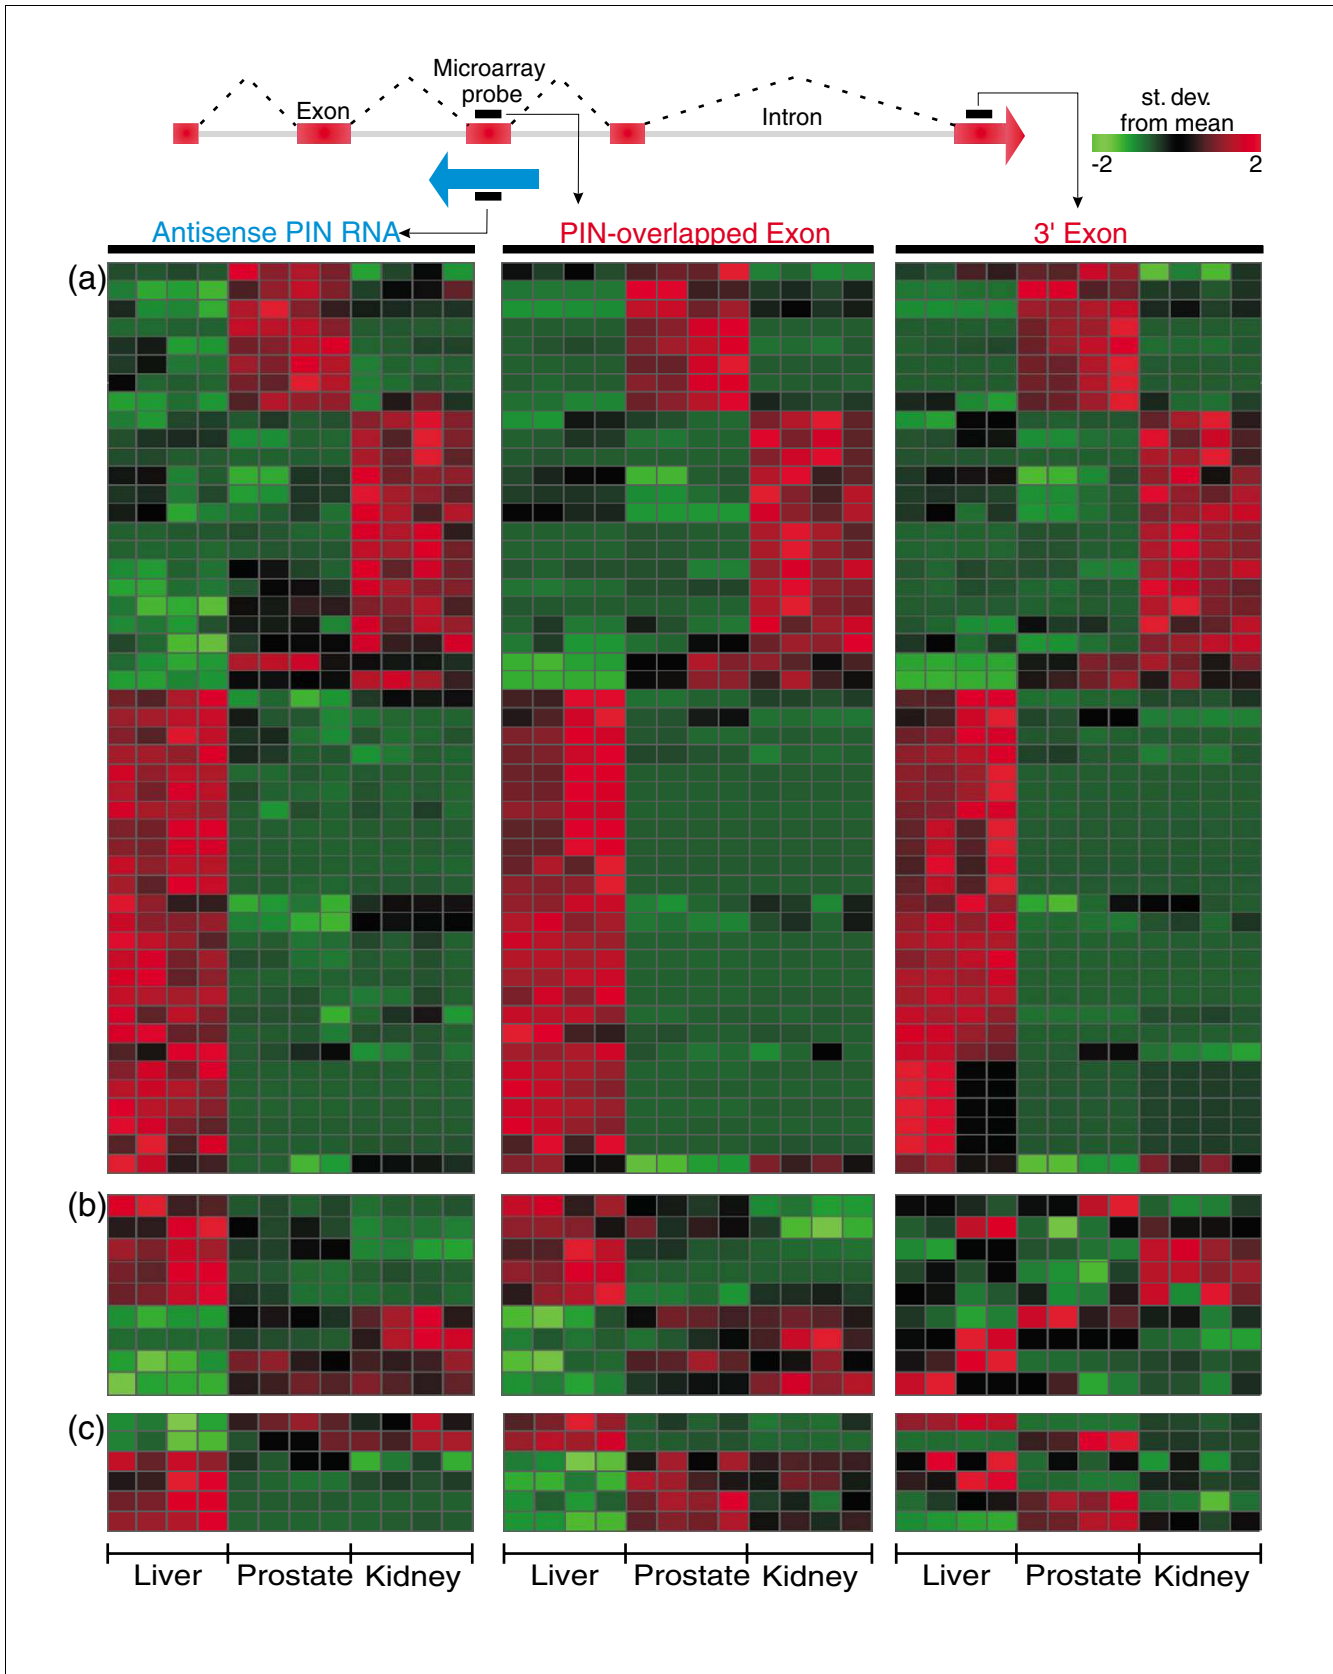 Microarray
probe
Exon
Intron
st. dev.
from mean
-2 2
Antisense PIN RNA
PIN-overlapped Exon
3' Exon
(a)
(b)
(c)
Liver Prostate Kidney
Liver Prostate Kidney
Liver Prostate Kidney